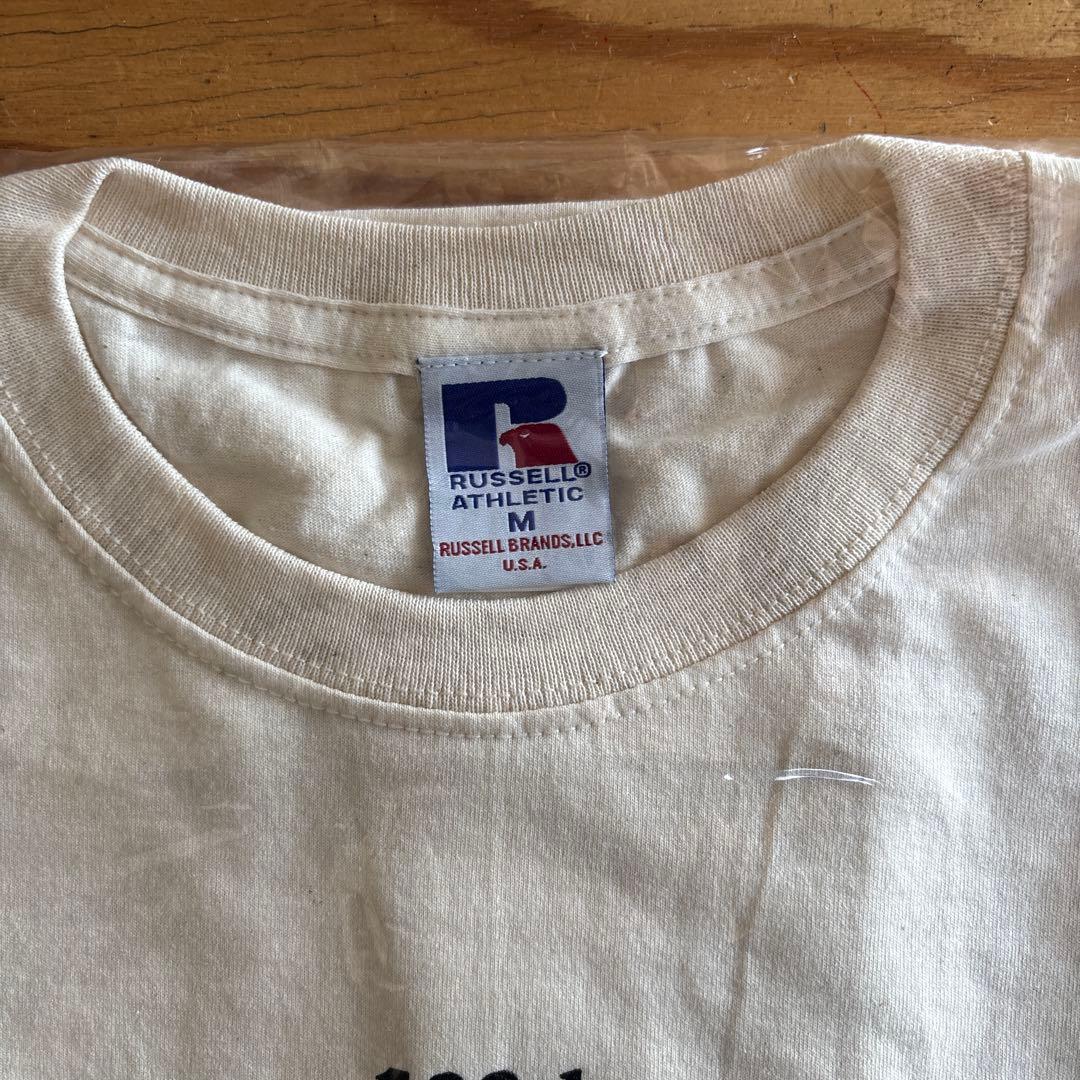 RUSSELL®
ATHLETIC
M
RUSSELL BRANDS, LLC
U.S.A.